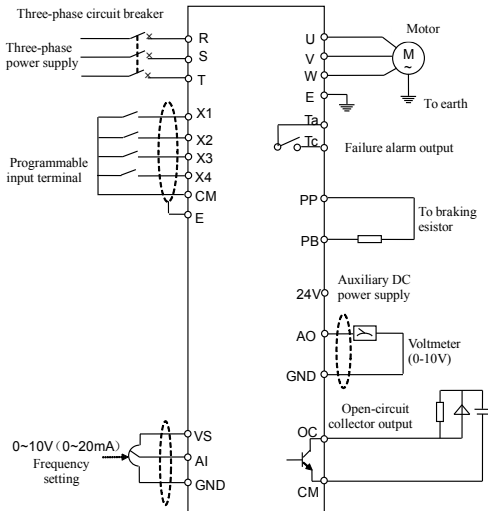 Three-phase circuit breaker
Three-phase
power supply
R
S
T
X1
X2
X3
X4
CM
E
Programmable
input terminal
0~10V（0~20mA）
Frequency
setting
VS
AI
GND
U
V
W
E
Motor
M
~
To earth
Ta
Tc
Failure alarm output
PP
PB
To braking
esistor
24V
Auxiliary DC
power supply
AO
GND
Voltmeter
(0-10V)
Open-circuit
collector output
OC
CM